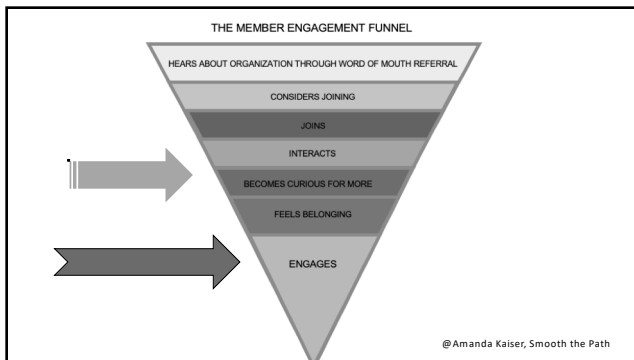 THE MEMBER ENGAGEMENT FUNNEL
HEARS ABOUT ORGANIZATION THROUGH WORD OF MOUTH REFERRAL
CONSIDERS JOINING
JOINS
INTERACTS
BECOMES CURIOUS FOR MORE
FEELS BELONGING
ENGAGES
@Amanda Kaiser, Smooth the Path